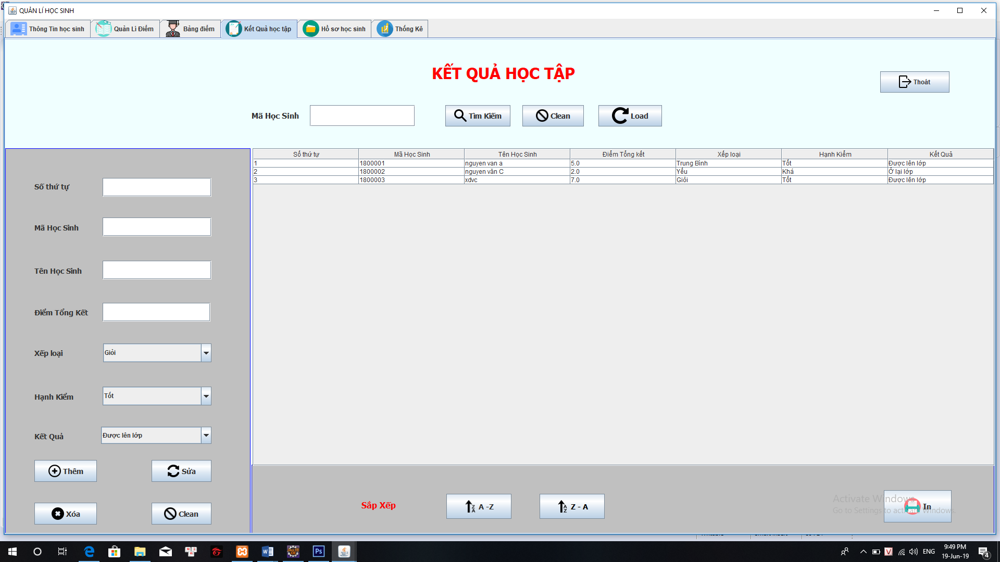 QUẢN LÍ HỌC SINH
Thông Tin học sinh Quản Lí Điểm Bảng điểm Kết Quả học tập Hồ sơ học sinh Thống Kê
KẾT QUẢ HỌC TẬP
Thoát
Mã Học Sinh Tìm Kiếm Clean Load
Số thứ tự Mã Học Sinh Tên Học Sinh Điểm Tổng kết Xếp loại Hạnh Kiểm Kết Quả
1 1800001 nguyen van a 5.0 Trung Bình Tốt Được lên lớp
2 1800002 nguyen văn C 2.0 Yếu Khá Ở lại lớp
3 1800003 xdvc 7.0 Giỏi Tốt Được lên lớp
Số thứ tự
Mã Học Sinh
Tên Học Sinh
Điểm Tổng Kết
Xếp loại Giỏi
Hạnh Kiểm Tốt
Kết Quả Được lên lớp
Thêm Sửa
Xóa Clean
Sắp Xếp A -Z Z - A In
Activate Windows
Go to Settings to activate Windows.
ENG 9:49 PM
19-Jun-19
4